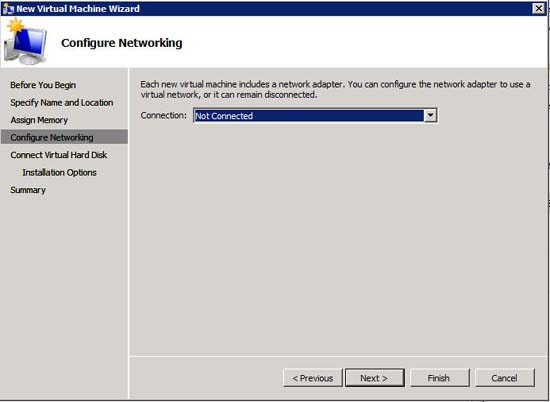 New Virtual Machine Wizard
Configure Networking
Before You Begin
Specify Name and Location
Assign Memory
Configure Networking
Connect Virtual Hard Disk
Installation Options
Summary
Each new virtual machine includes a network adapter. You can configure the network adapter to use a
virtual network, or it can remain disconnected.
Connection: Not Connected
< Previous Next > Finish Cancel